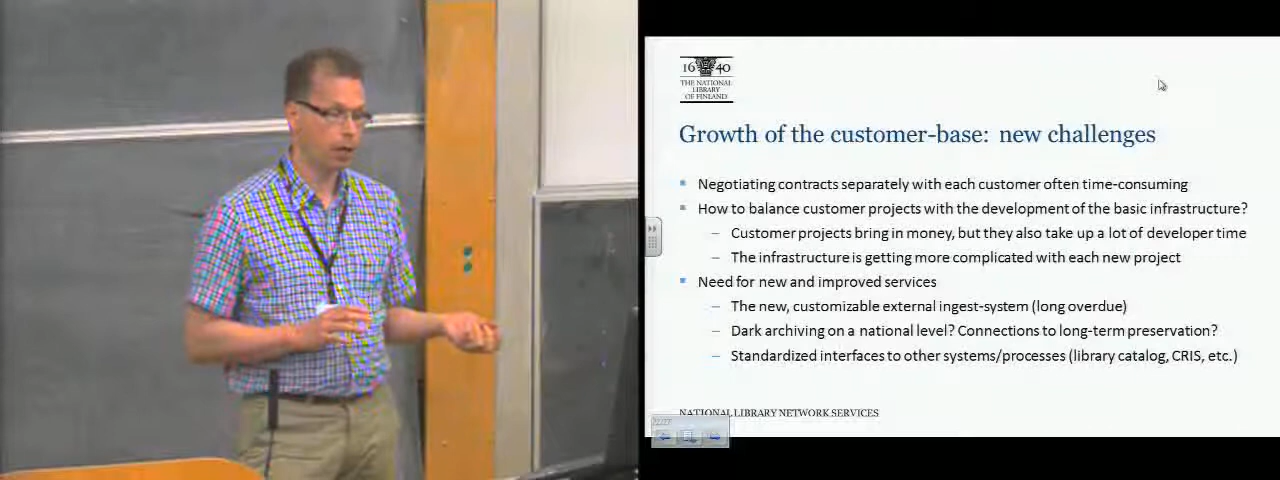 16 40
THE NATIONAL
LIBRARY
OF FINLAND
Growth of the customer-base: new challenges
Negotiating contracts separately with each customer often time-consuming
How to balance customer projects with the development of the basic infrastructure?
– Customer projects bring in money, but they also take up a lot of developer time
– The infrastructure is getting more complicated with each new project
Need for new and improved services
– The new, customizable external ingest-system (long overdue)
– Dark archiving on a national level? Connections to long-term preservation?
– Standardized interfaces to other systems/processes (library catalog, CRIS, etc.)
NATIONAL LIBRARY NETWORK SERVICES